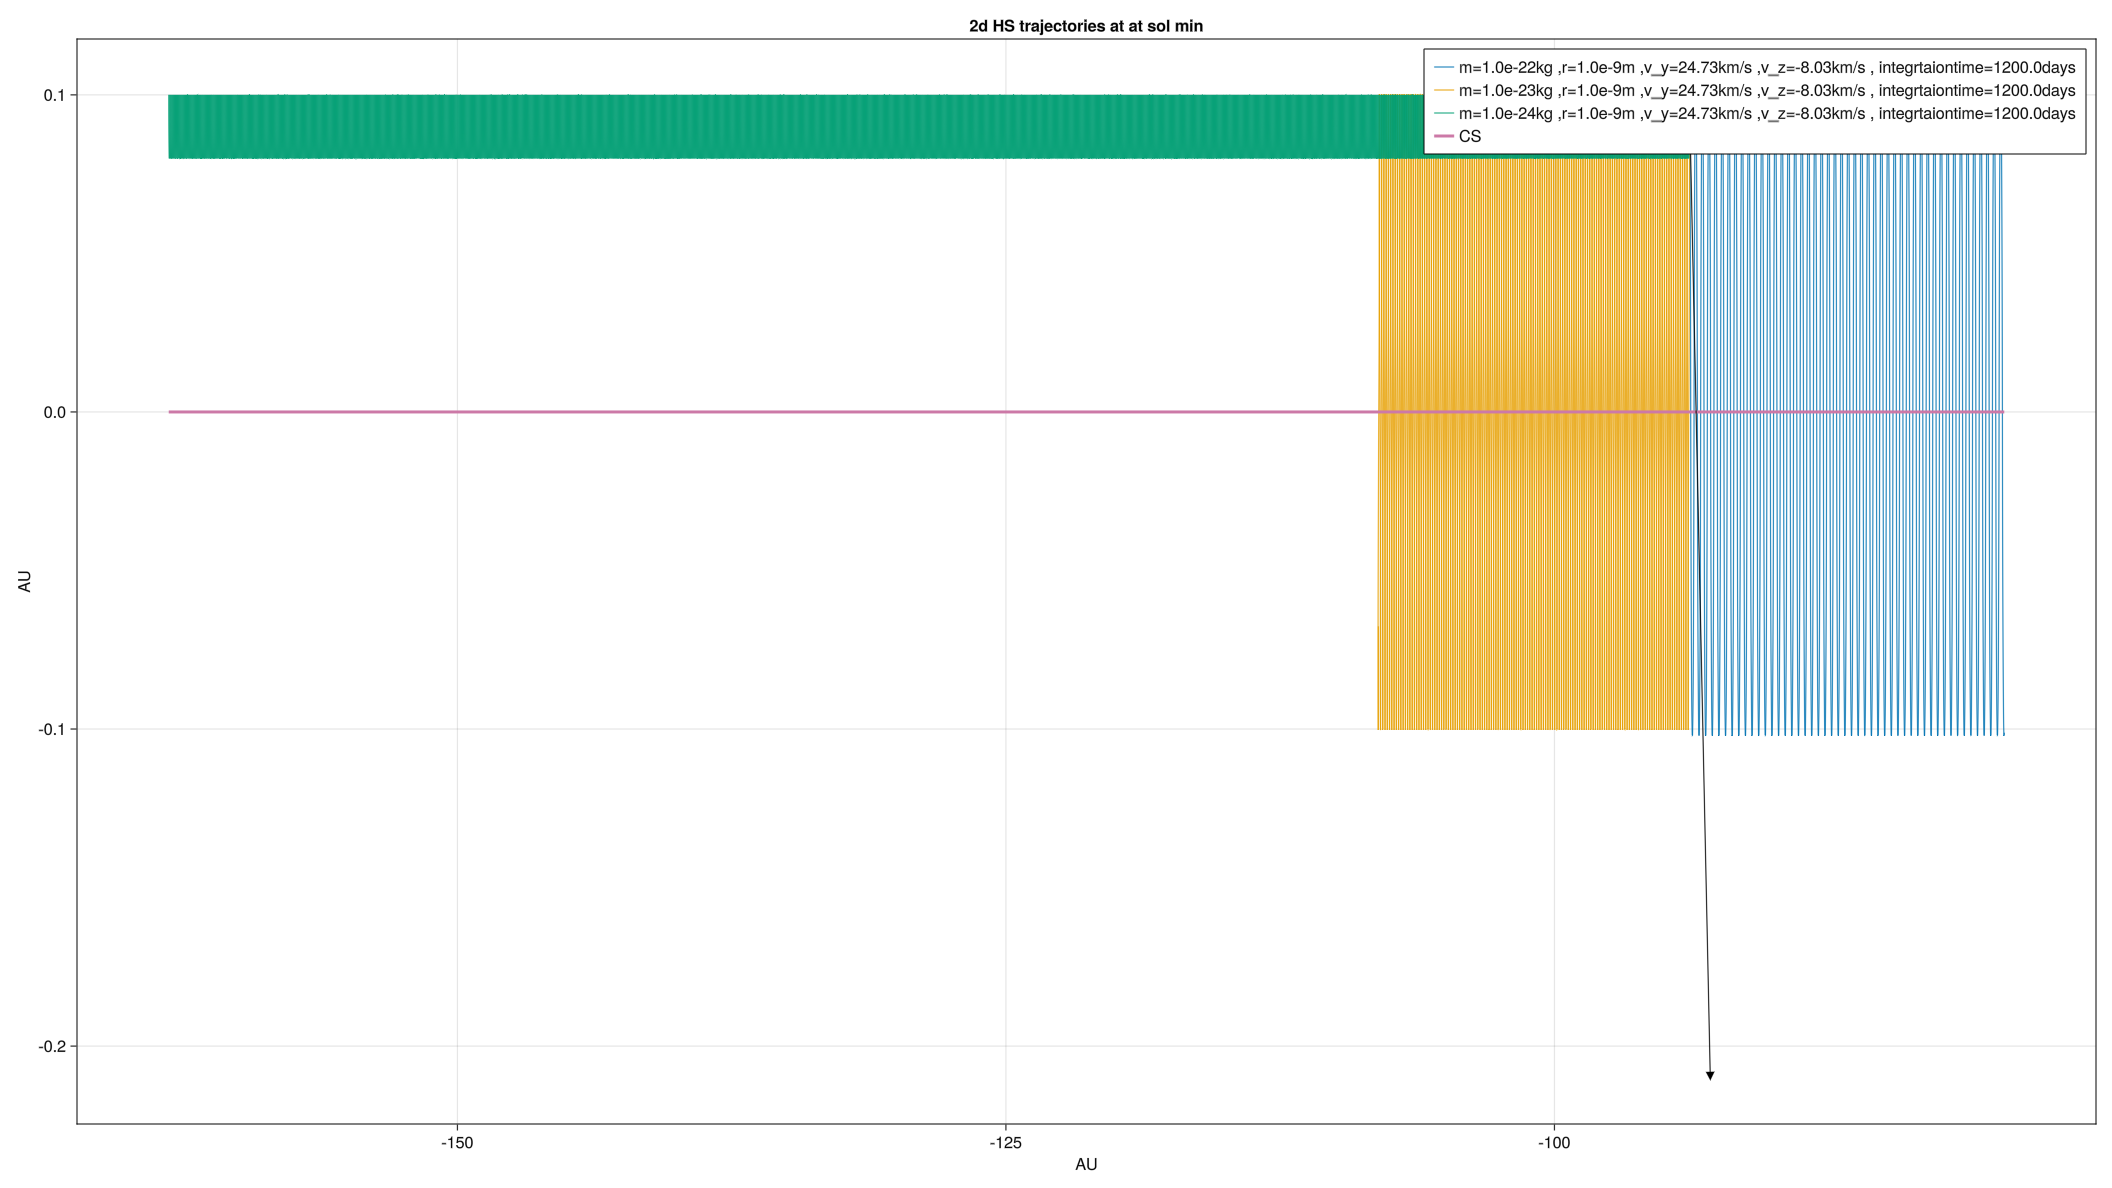 2d HS trajectories at at sol min
m=1.0e-22kg ,r=1.0e-9m ,v_y=24.73km/s ,v_z=-8.03km/s , integrtaiontime=1200.0days
m=1.0e-23kg ,r=1.0e-9m ,v_y=24.73km/s ,v_z=-8.03km/s , integrtaiontime=1200.0days
m=1.0e-24kg ,r=1.0e-9m ,v_y=24.73km/s ,v_z=-8.03km/s , integrtaiontime=1200.0days
CS
0.1
0.0
-0.1
-0.2
AU
-150
-125
-100
AU